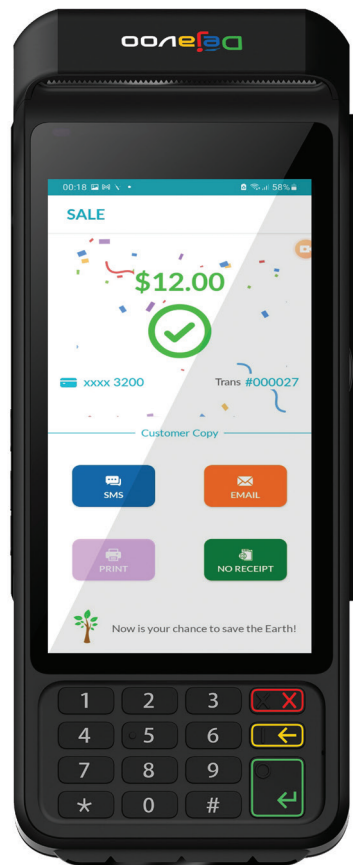 Dejavoo
00:18 58%
SALE
$12.00
xxxx 3200 Trans #000027
Customer Copy
SMS EMAIL
PRINT NO RECEIPT
Now is your chance to save the Earth!
1 2 3 X
4 5 6
7 8 9
* 0 #